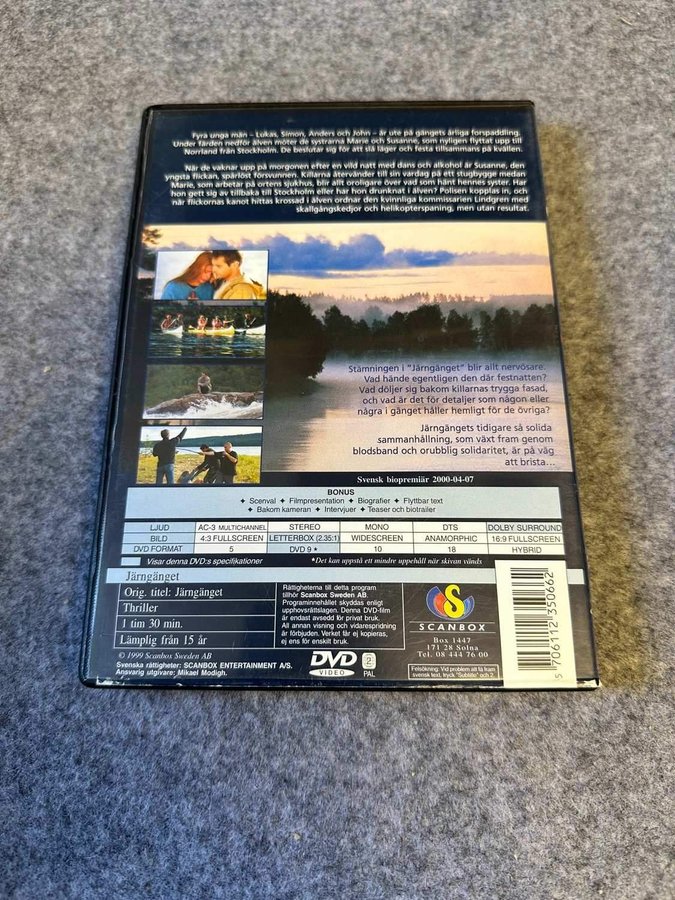 Fyra unga män – Lukas, Simon, Anders och John – är ute på gängets årliga forspaddling.
Under färden nedför älven möter de systrarna Marie och Susanne, som nyligen flyttat upp till
Norrland från Stockholm. De beslutar sig för att slå läger och festa tillsammans på kvällen.
När de vaknar upp på morgonen efter en vild natt med dans och alkohol är Susanne, den
yngsta flickan, spårlöst försvunnen. Killarna återvänder till sin vardag på ett stugbygge medan
Marie, som arbetar på ortens sjukhus, blir allt oroligare över vad som hänt hennes syster. Har
hon gett sig av tillbaka till Stockholm eller har hon drunknat i älven? Polisen kopplas in, och
när flickornas kanot hittas krossad i älven ordnar den kvinnliga kommissarien Lindgren med
skallgångskedjor och helikopterspaning, men utan resultat.
Stämningen i "Järngänget" blir allt nervösare.
Vad hände egentligen den där festnatten?
Vad döljer sig bakom killarnas trygga fasad,
och vad är det för detaljer som någon eller
några i gänget håller hemligt för de övriga?
Järngängets tidigare så solida
sammanhållning, som växt fram genom
blodsband och orubblig solidaritet, är på väg
att brista...
Svensk biopremiär 2000-04-07
BONUS
✦ Scenval ✦ Filmpresentation ✦ Biografier ✦ Flyttbar text
✦ Bakom kameran ✦ Intervjuer ✦ Teaser och biotrailer
LJUD AC-3 MULTICHANNEL STEREO MONO DTS DOLBY SURROUND
BILD 4:3 FULLSCREEN LETTERBOX (2.35:1) WIDESCREEN ANAMORPHIC 16:9 FULLSCREEN
DVD FORMAT 5 DVD 9 * 10 18 HYBRID
Visar denna DVD:s specifikationer *Det kan uppstå ett mindre uppehåll när skivan vänds
Järngänget
Orig. titel: Järngänget
Thriller
1 tim 30 min.
Lämplig från 15 år
© 1999 Scanbox Sweden AB
Svenska rättigheter: SCANBOX ENTERTAINMENT A/S.
Ansvarig utgivare: Mikael Modigh.
Rättigheterna till detta program
tillhör Scanbox Sweden AB.
Programinnehållet skyddas enligt
upphovsrättslagen. Denna DVD-film
är endast avsedd för privat bruk.
All annan visning och vidarespridning
är förbjuden. Verket får ej kopieras,
ej ens för enskilt bruk.
DVD
VIDEO
2
PAL
S
SCANBOX
Box 1447
171 28 Solna
Tel. 08 444 76 00
Felsökning: Vid problem att få fram
svensk text, tryck "Subtitle" och 2.
5 706112 350662